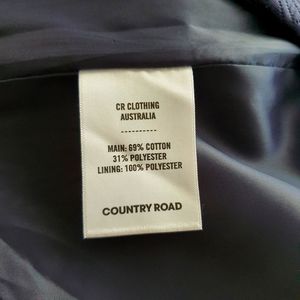 CR CLOTHING
AUSTRALIA
----------
MAIN: 69% COTTON
31% POLYESTER
LINING: 100% POLYESTER
COUNTRY ROAD